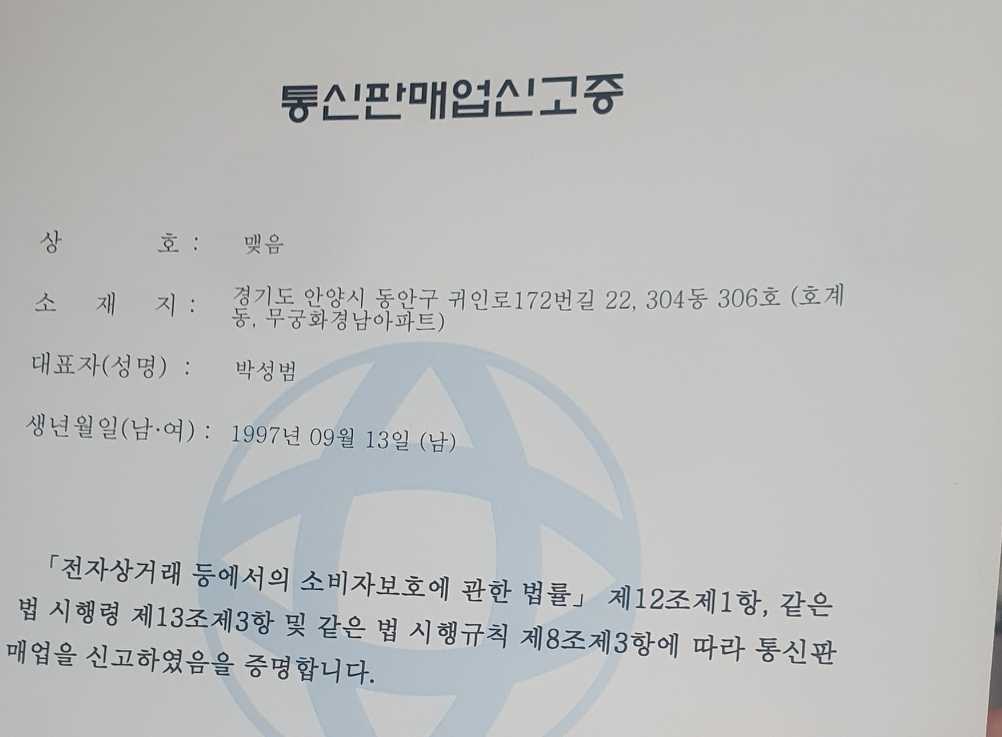 통신판매업신고증
상 호 : 맺음
소 재 지 : 경기도 안양시 동안구 귀인로172번길 22, 304동 306호 (호계
동, 무궁화경남아파트)
대표자(성명) : 박성범
생년월일(남·여) : 1997년 09월 13일 (남)
「전자상거래 등에서의 소비자보호에 관한 법률」 제12조제1항, 같은
법 시행령 제13조제3항 및 같은 법 시행규칙 제8조제3항에 따라 통신판
매업을 신고하였음을 증명합니다.